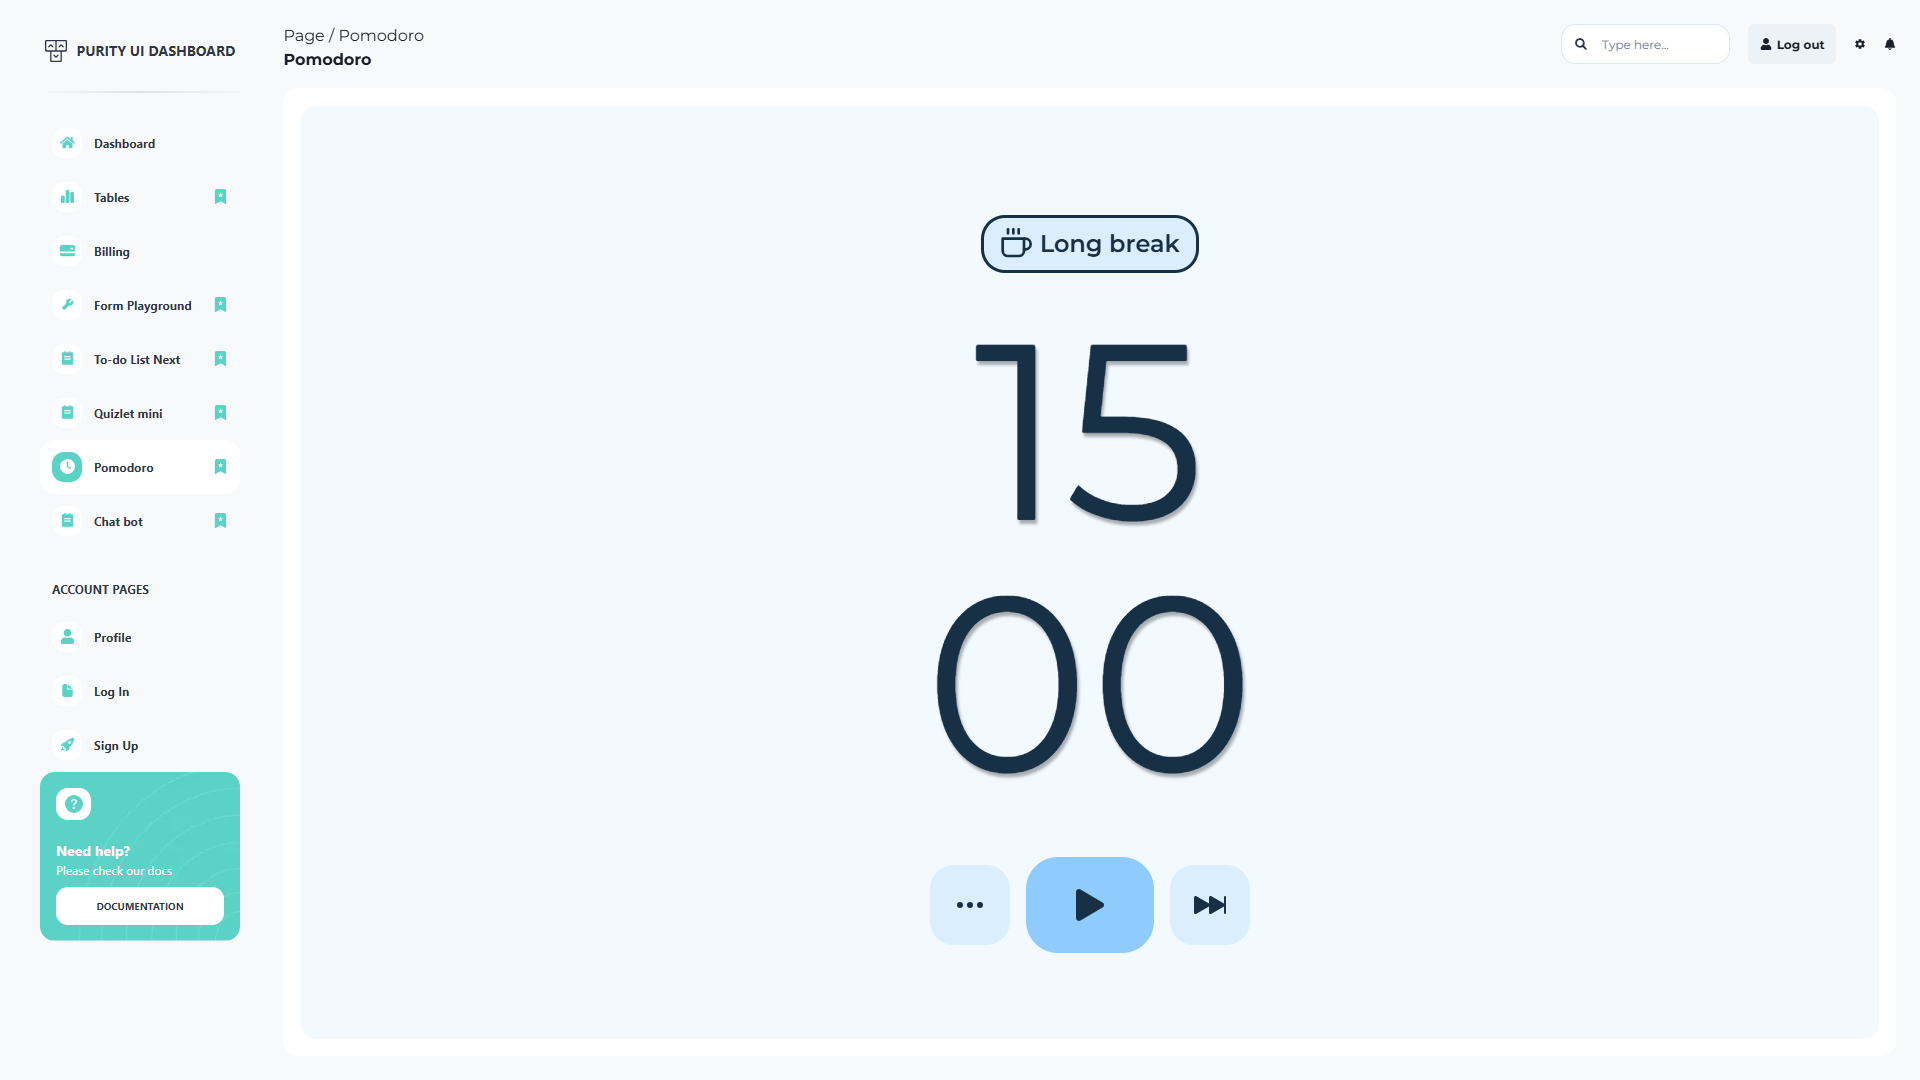 PURITY UI DASHBOARD
Dashboard
Tables
Billing
Form Playground
To-do List Next
Quizlet mini
Pomodoro
Chat bot
ACCOUNT PAGES
Profile
Log In
Sign Up
Need help?
Please check our docs
DOCUMENTATION
Page / Pomodoro
Pomodoro
Type here...
Log out
Long break
15
00